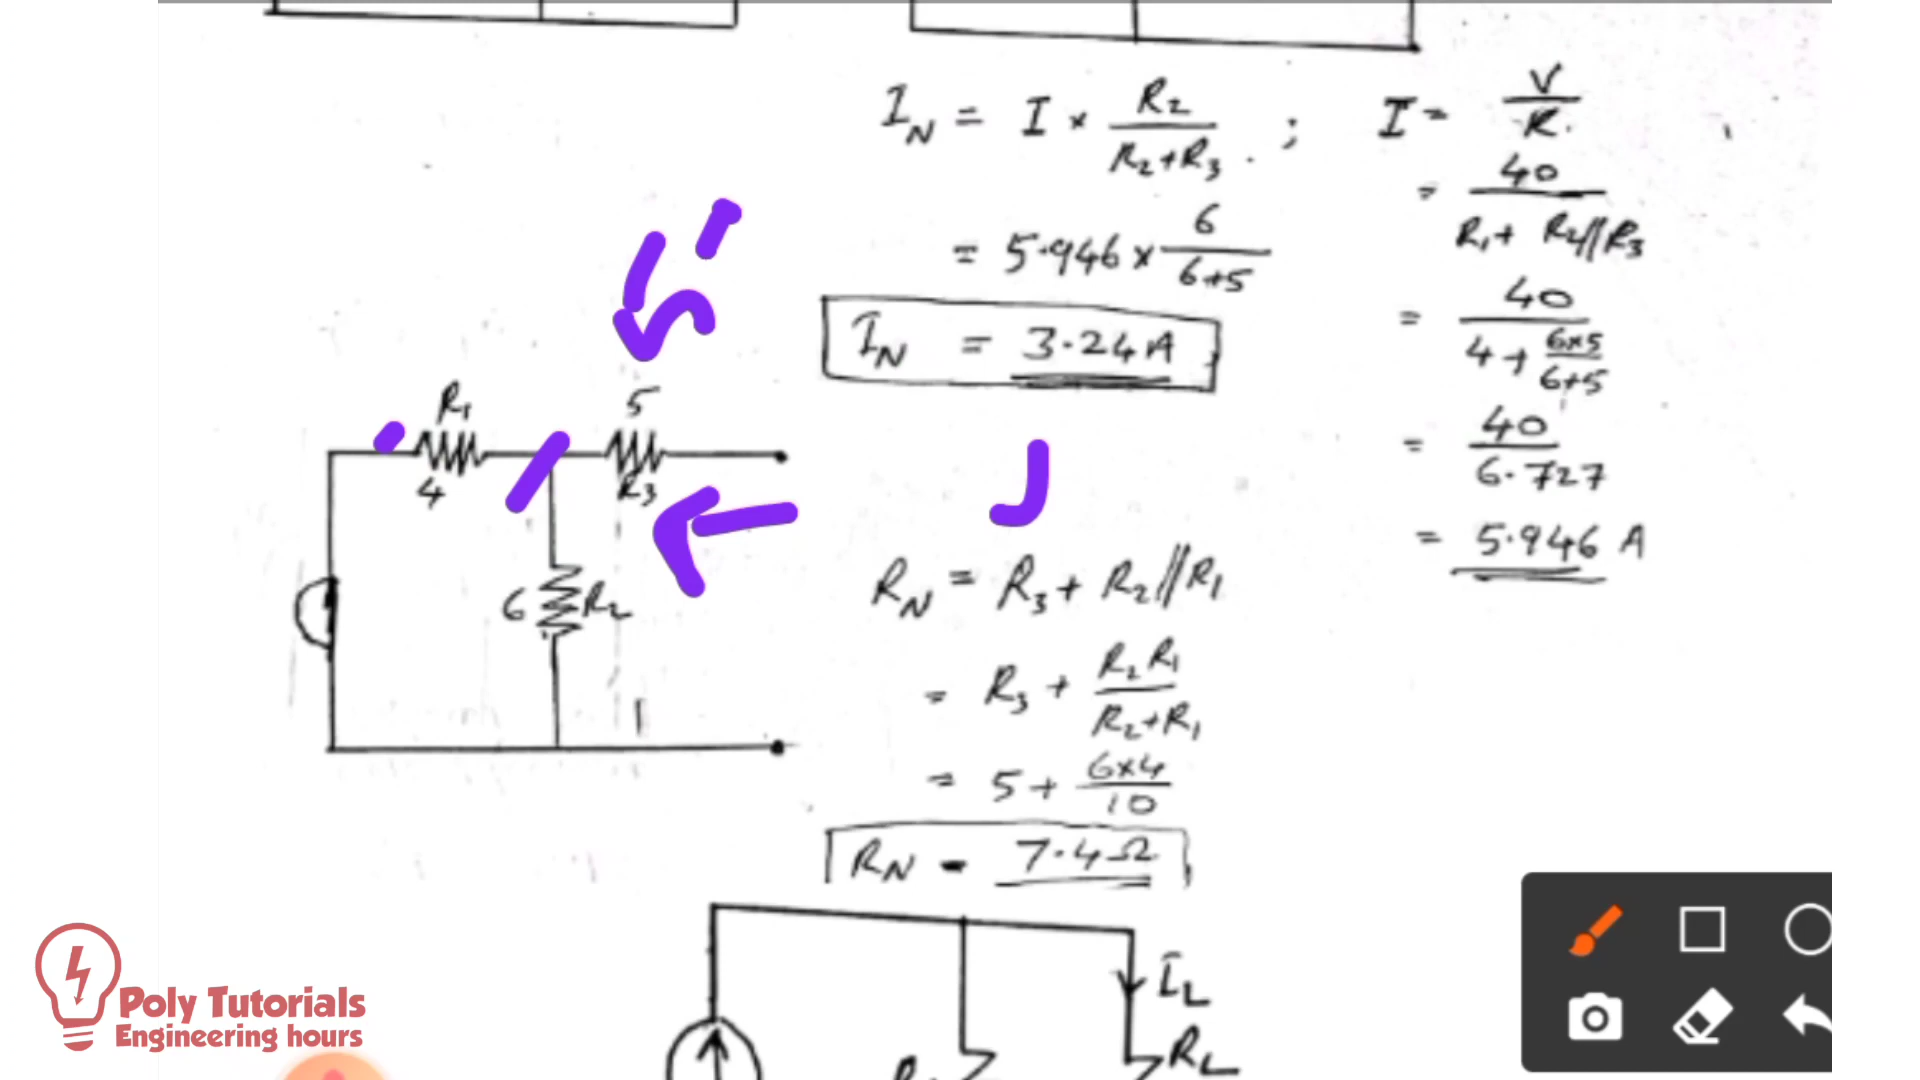 I_N = I × R₂ / (R₂+R₃) ;
= 5.946 × 6 / (6+5)
I_N = 3.24 A
I = V / R
= 40 / (R₁ + R₂//R₃)
= 40 / (4 + (6×5)/(6+5))
= 40 / 6.727
= 5.946 A
R₁
4
5
R₃
6 R₂
R_N = R₃ + R₂//R₁
= R₃ + R₂R₁ / (R₂+R₁)
= 5 + 6×4 / 10
R_N = 7.4Ω
I_L
R_L
Poly Tutorials
Engineering hours